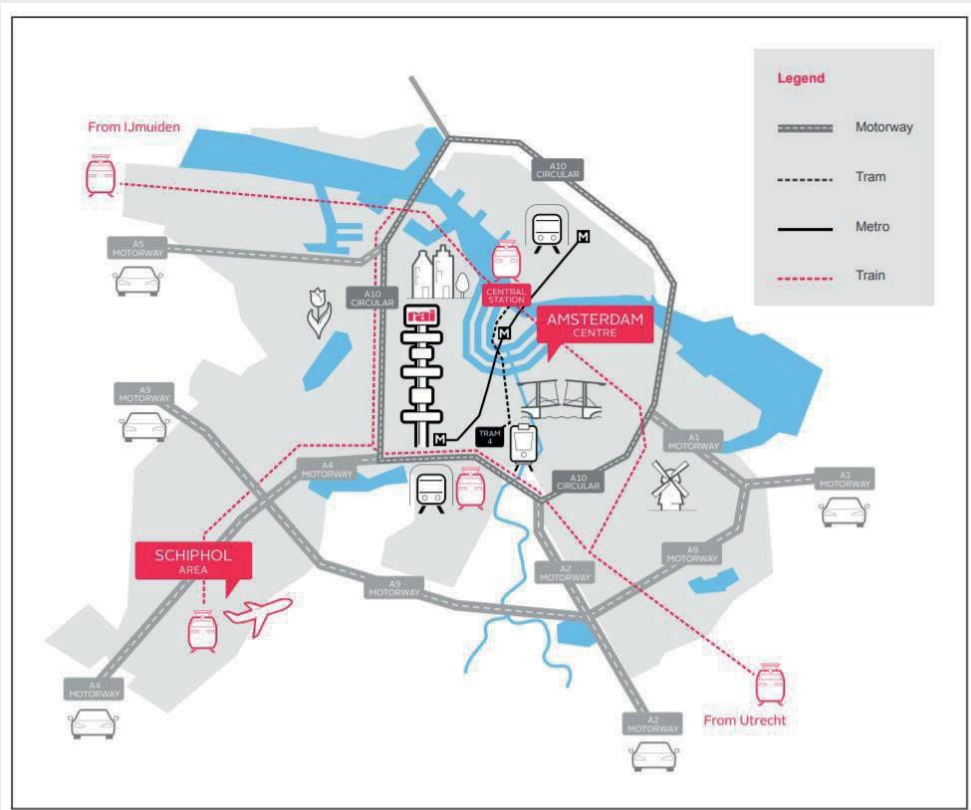 Legend
Motorway
Tram
Metro
Train
From IJmuiden
A10
CIRCULAR
A5
MOTORWAY
A10
CIRCULAR
M
CENTRAL
STATION
rai
AMSTERDAM
CENTRE
M
A9
MOTORWAY
M
TRAM
4
A1
MOTORWAY
A4
MOTORWAY
A10
CIRCULAR
A1
MOTORWAY
SCHIPHOL
AREA
A9
MOTORWAY
A2
MOTORWAY
A9
MOTORWAY
A4
MOTORWAY
From Utrecht
A2
MOTORWAY